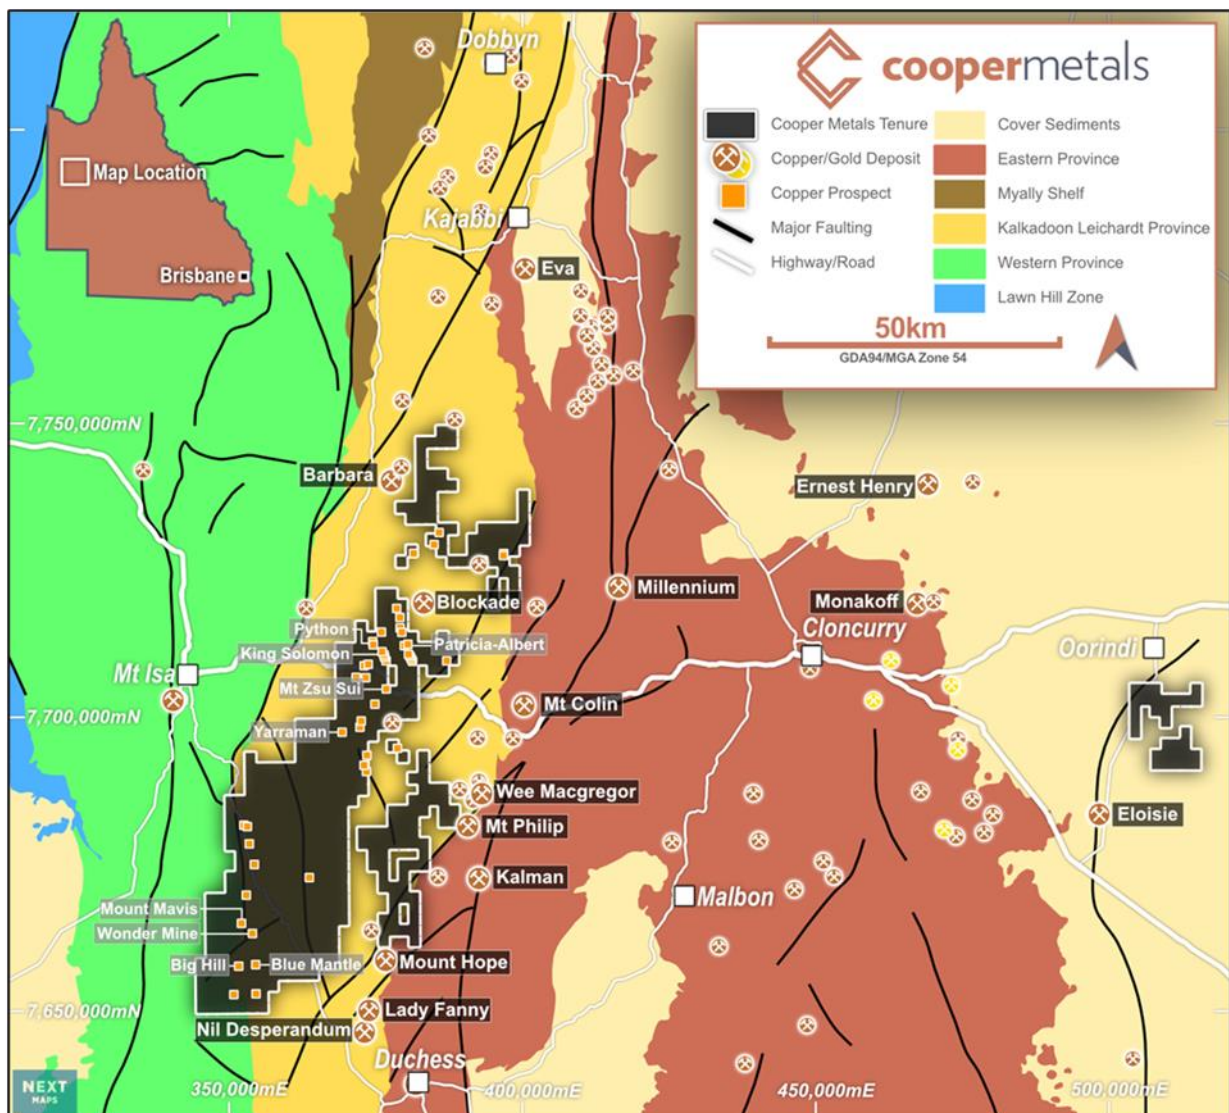 Dobbyn
coopermetals
Cooper Metals Tenure
Cover Sediments
Copper/Gold Deposit
Eastern Province
Map Location
Copper Prospect
Myally Shelf
Kajabbi
Major Faulting
Kalkadoon Leichardt Province
Highway/Road
Western Province
Eva
Brisbane
Lawn Hill Zone
50km
GDA94/MGA Zone 54
7,750,000mN
Barbara
Ernest Henry
Millennium
Blockade
Monakoff
Python
Cloncurry
Patricia-Albert
King Solomon
Oorindi
Mt Isa
Mt Zsu Sui
Mt Colin
7,700,000mN
Yarraman
Wee Macgregor
Eloisie
Mt Philip
Kalman
Malbon
Mount Mavis
Wonder Mine
Mount Hope
Big Hill
Blue Mantle
7,650,000mN
Lady Fanny
Nil Desperandum
Duchess
350,000mE
400,000mE
450,000mE
500,000mE
NEXT
MAPS